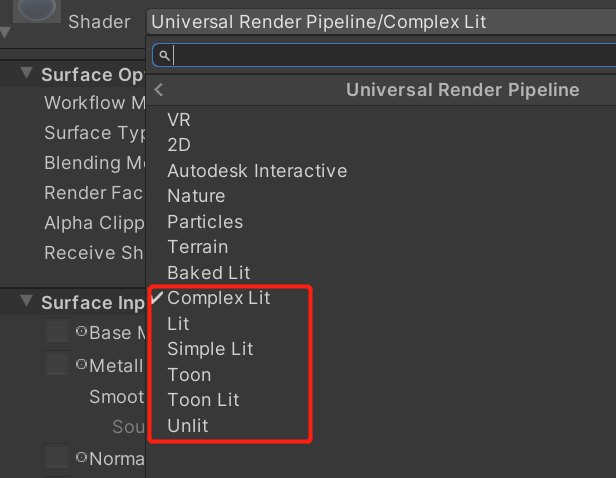 Shader Universal Render Pipeline/Complex Lit
Surface Op
Universal Render Pipeline
Workflow M
VR
Surface Typ
2D
Blending Mo
Autodesk Interactive
Render Fac
Nature
Alpha Clipp
Particles
Receive Sh
Terrain
Baked Lit
Surface Inp
Complex Lit
Base M
Lit
Metall
Simple Lit
Smoot
Toon
Sou
Toon Lit
Norma
Unlit